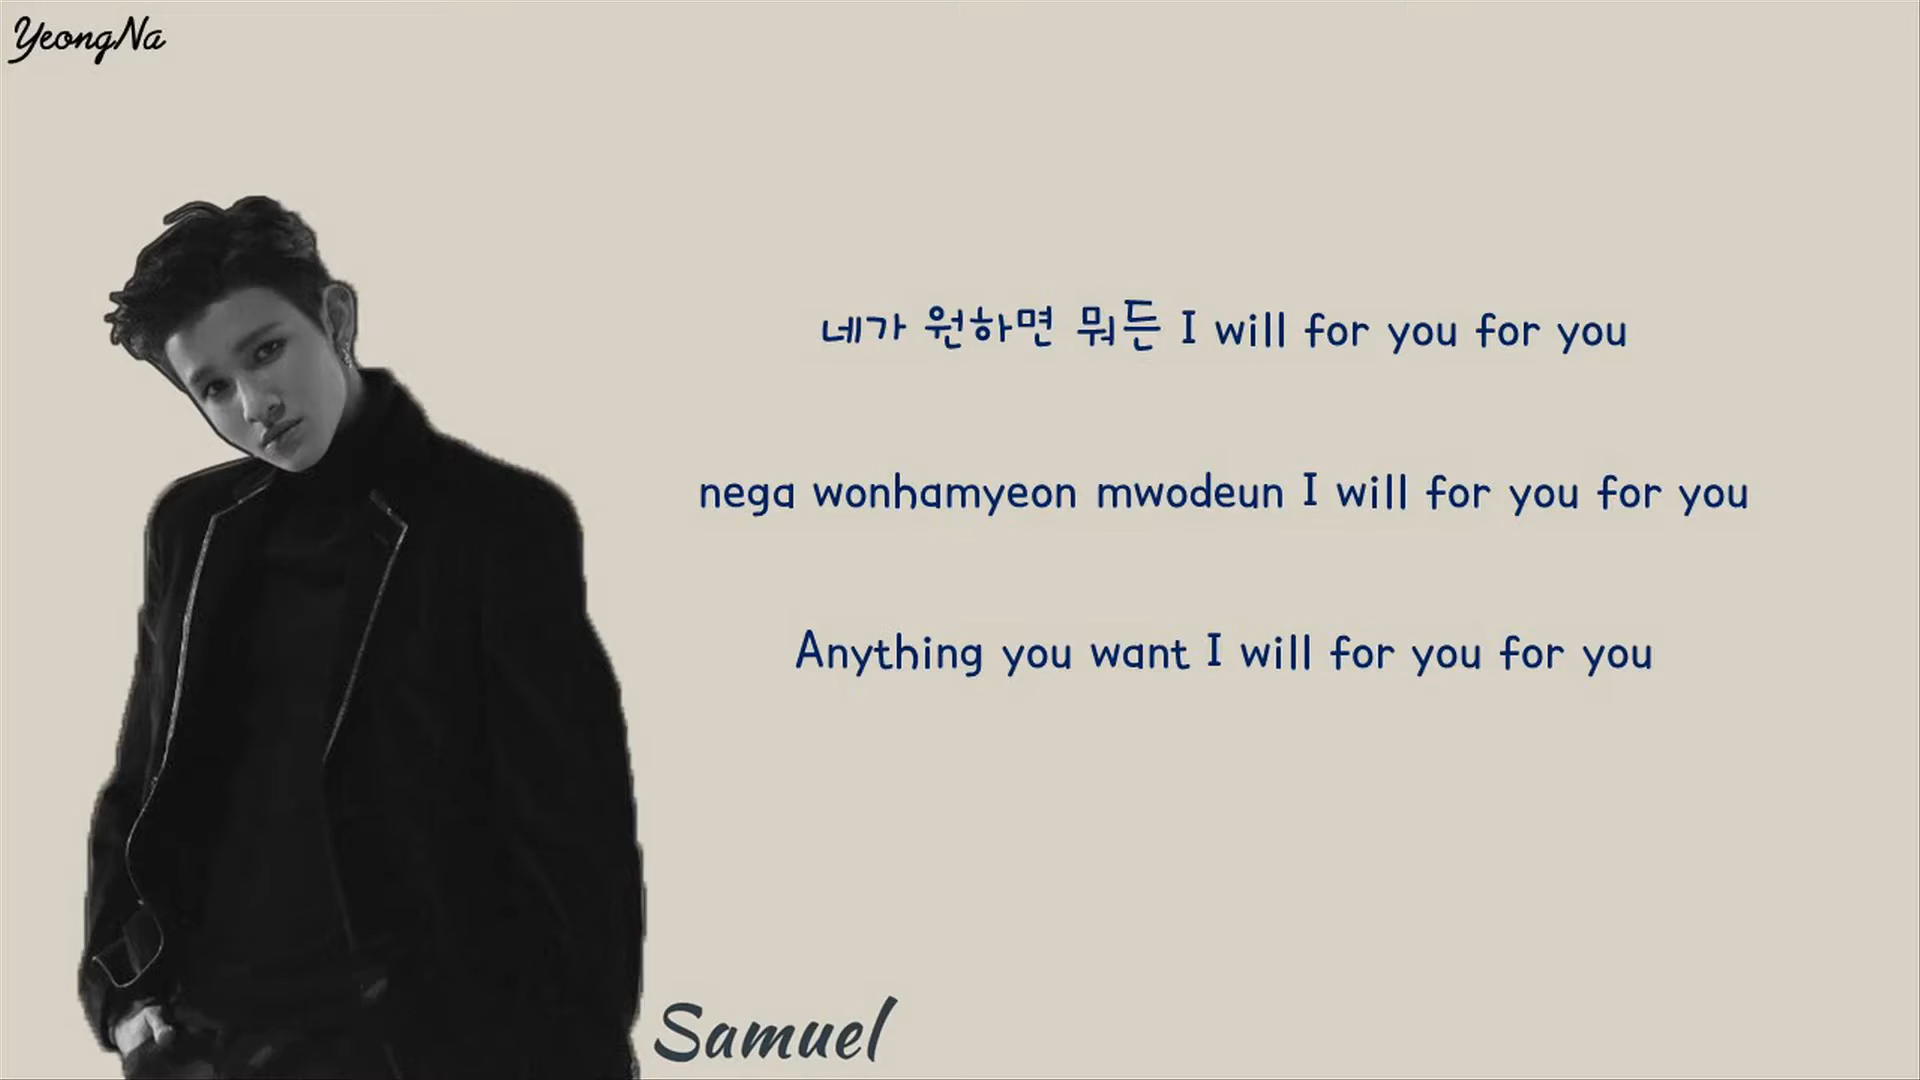 YeongNa
네가 원하면 뭐든 I will for you for you
nega wonhamyeon mwodeun I will for you for you
Anything you want I will for you for you
Samuel